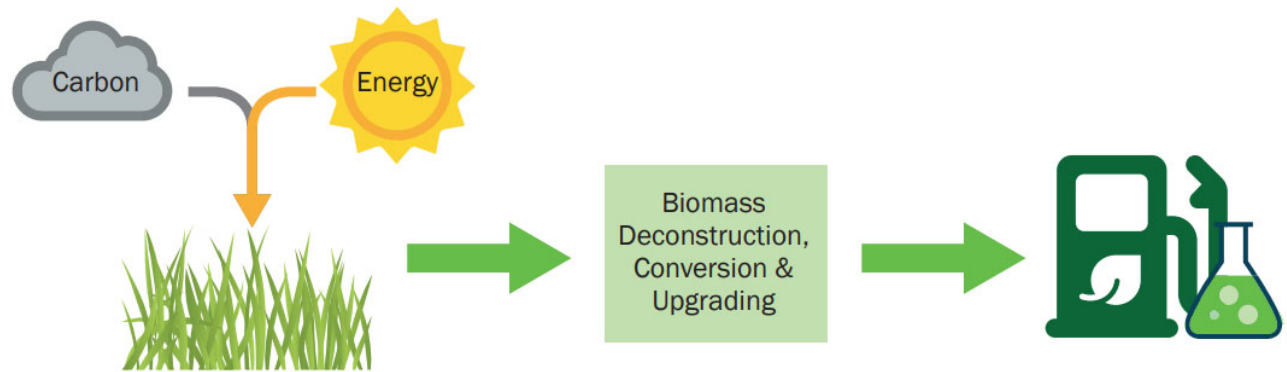 Carbon
Energy
Biomass
Deconstruction,
Conversion &
Upgrading